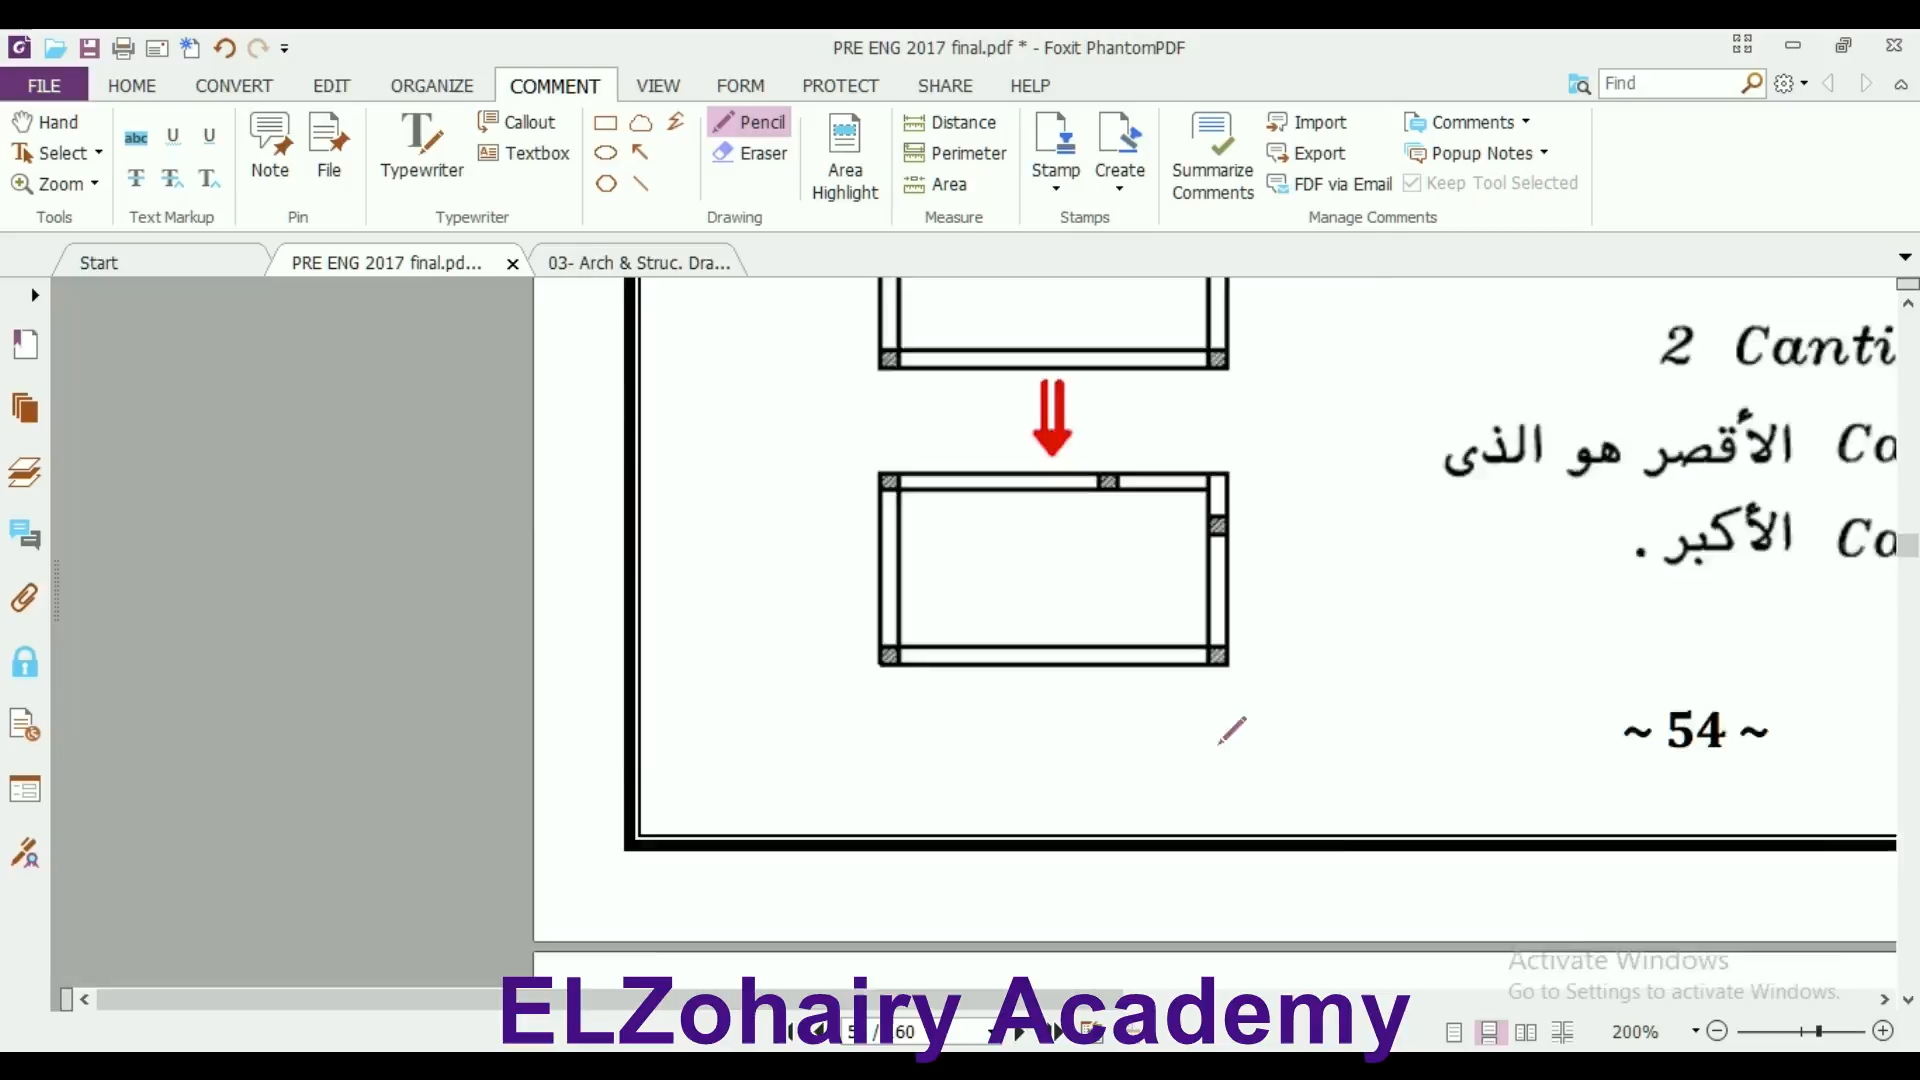 PRE ENG 2017 final.pdf * - Foxit PhantomPDF
FILE HOME CONVERT EDIT ORGANIZE COMMENT VIEW FORM PROTECT SHARE HELP
Find
Hand
Select
Zoom
Tools
abc U U
T T T
Text Markup
Note File
Pin
Typewriter
Callout
Textbox
Typewriter
Pencil
Eraser
Drawing
Area Highlight
Distance
Perimeter
Area
Measure
Stamp Create
Stamps
Summarize Comments
Import
Export
FDF via Email
Comments
Popup Notes
Keep Tool Selected
Manage Comments
Start
PRE ENG 2017 final.pd...
03- Arch & Struc. Dra...
2 Canti
Ca الأقصر هو الذى
Ca الأكبر .
~ 54 ~
Activate Windows
Go to Settings to activate Windows.
ELZohairy Academy
60
200%